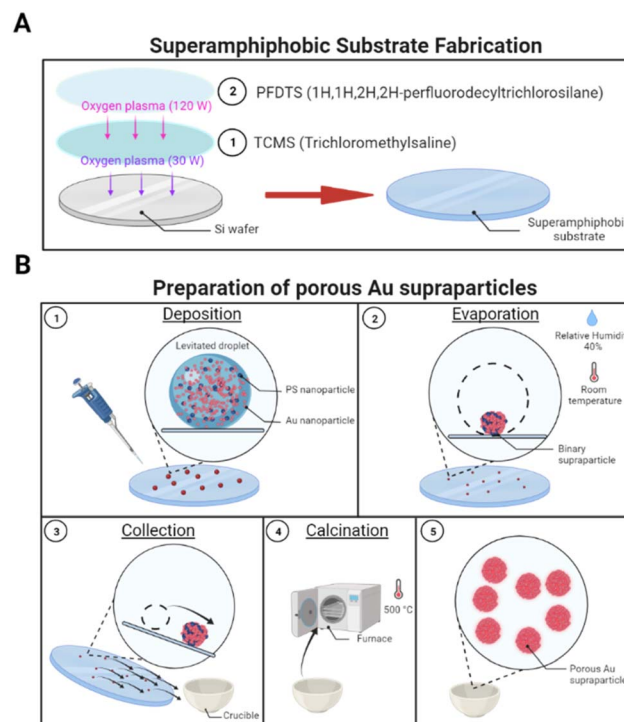 A
Superamphiphobic Substrate Fabrication
2 PFDTS (1H,1H,2H,2H-perfluorodecyltrichlorosilane)
Oxygen plasma (120 W)
1 TCMS (Trichloromethylsaline)
Oxygen plasma (30 W)
Si wafer
Superamphiphobi
substrate
B
Preparation of porous Au supraparticles
1 Deposition
Levitated droplet
PS nanoparticle
Au nanoparticle
2 Evaporation
Relative Humidi
40%
Room
temperature
Binary
supraparticle
3 Collection
Crucible
4 Calcination
500 °C
Furnace
5
Porous Au
supraparticle